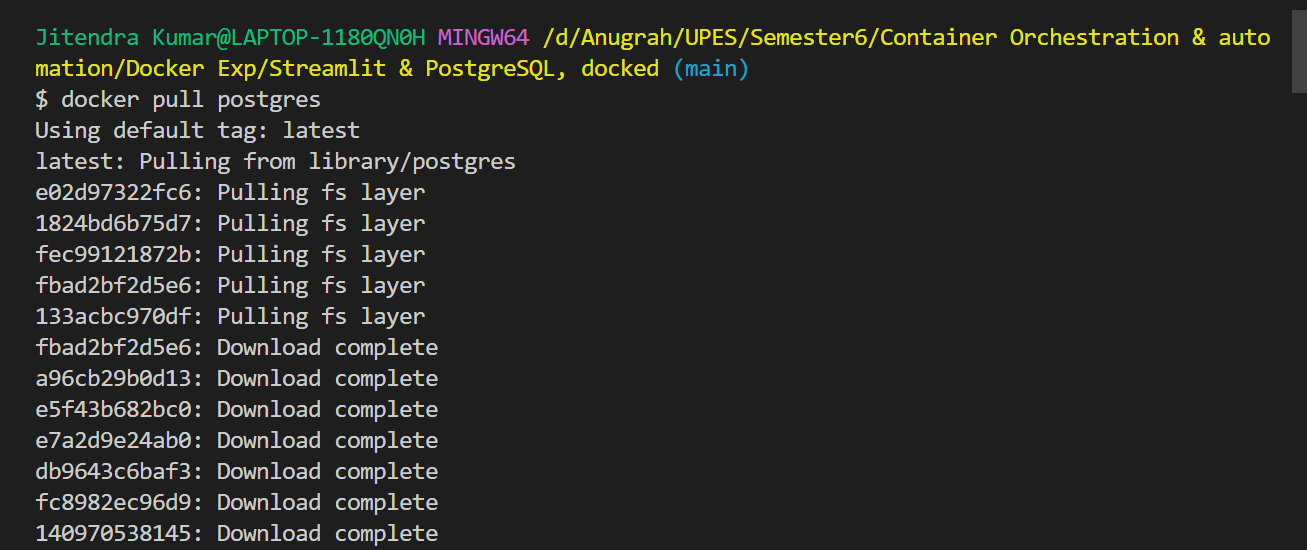 Jitendra Kumar@LAPTOP-1180QN0H MINGW64 /d/Anugrah/UPES/Semester6/Container Orchestration & auto
mation/Docker Exp/Streamlit & PostgreSQL, docked (main)
$ docker pull postgres
Using default tag: latest
latest: Pulling from library/postgres
e02d97322fc6: Pulling fs layer
1824bd6b75d7: Pulling fs layer
fec99121872b: Pulling fs layer
fbad2bf2d5e6: Pulling fs layer
133acbc970df: Pulling fs layer
fbad2bf2d5e6: Download complete
a96cb29b0d13: Download complete
e5f43b682bc0: Download complete
e7a2d9e24ab0: Download complete
db9643c6baf3: Download complete
fc8982ec96d9: Download complete
140970538145: Download complete